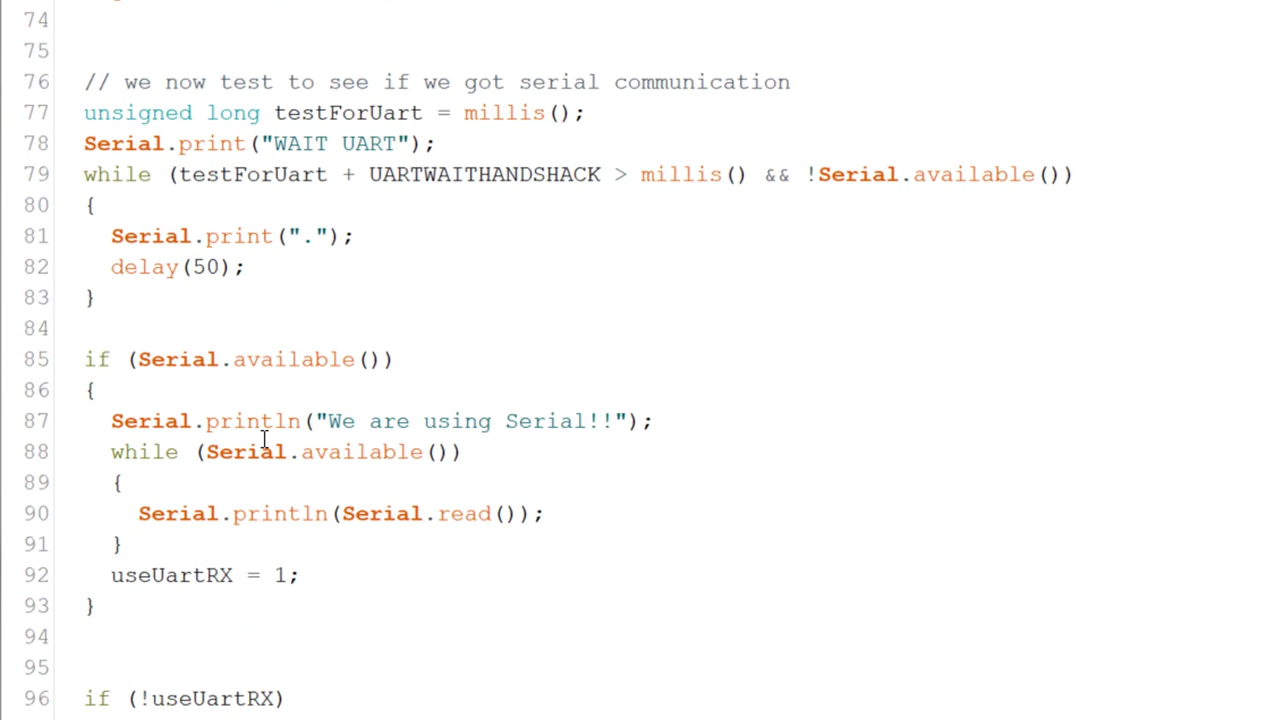 74
75
76 // we now test to see if we got serial communication
77 unsigned long testForUart = millis();
78 Serial.print("WAIT UART");
79 while (testForUart + UARTWAITHANDSHACK > millis() && !Serial.available())
80 {
81 Serial.print(".");
82 delay(50);
83 }
84
85 if (Serial.available())
86 {
87 Serial.println("We are using Serial!!");
88 while (Serial.available())
89 {
90 Serial.println(Serial.read());
91 }
92 useUartRX = 1;
93 }
94
95
96 if (!useUartRX)